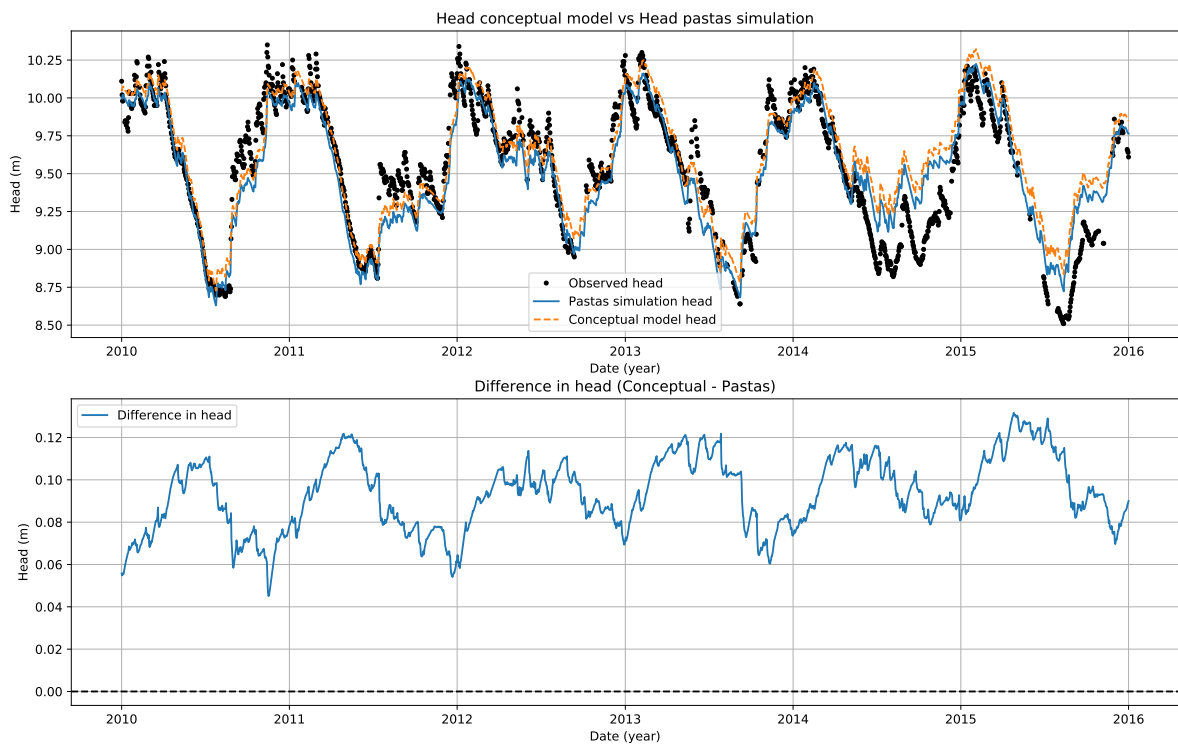 Head conceptual model vs Head pastas simulation
Head (m)
10.25
10.00
9.75
9.50
9.25
9.00
8.75
8.50
Observed head
Pastas simulation head
Conceptual model head
2010
2011
2012
2013
2014
2015
2016
Date (year)
Difference in head (Conceptual - Pastas)
Head (m)
Difference in head
0.12
0.10
0.08
0.06
0.04
0.02
0.00
2010
2011
2012
2013
2014
2015
2016
Date (year)